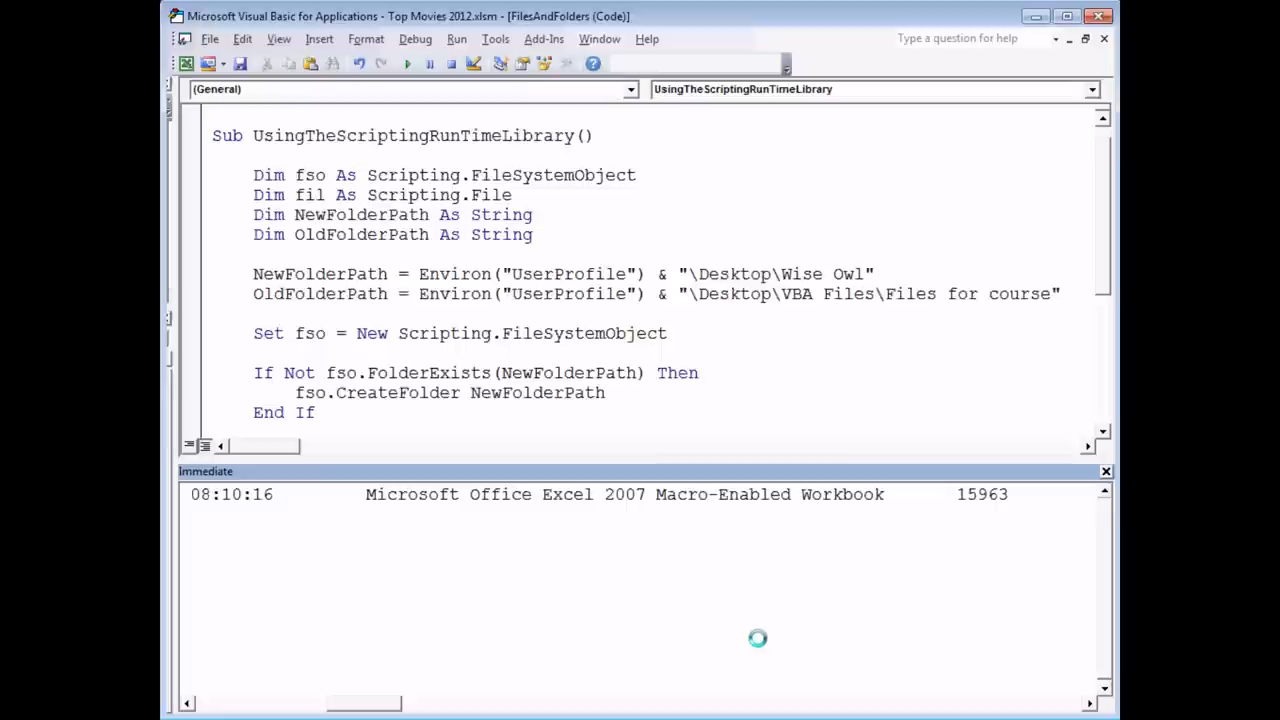 Microsoft Visual Basic for Applications - Top Movies 2012.xlsm - [FilesAndFolders (Code)]
File Edit View Insert Format Debug Run Tools Add-Ins Window Help Type a question for help
(General) UsingTheScriptingRunTimeLibrary
Sub UsingTheScriptingRunTimeLibrary()
Dim fso As Scripting.FileSystemObject
Dim fil As Scripting.File
Dim NewFolderPath As String
Dim OldFolderPath As String
NewFolderPath = Environ("UserProfile") & "\Desktop\Wise Owl"
OldFolderPath = Environ("UserProfile") & "\Desktop\VBA Files\Files for course"
Set fso = New Scripting.FileSystemObject
If Not fso.FolderExists(NewFolderPath) Then
fso.CreateFolder NewFolderPath
End If
Immediate
08:10:16 Microsoft Office Excel 2007 Macro-Enabled Workbook 15963